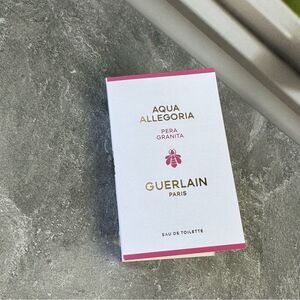 AQUA
ALLEGORIA
PERA
GRANITA
GUERLAIN
PARIS
EAU DE TOILETTE